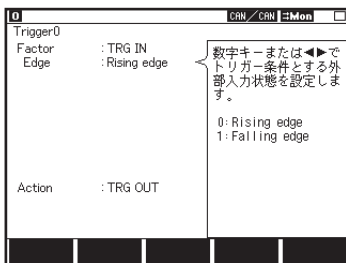 0 CAN/CAN ⇄Mon
Trigger0
Factor : TRG IN
Edge : Rising edge
数字キーまたは◀▶で
トリガー条件とする外
部入力状態を設定しま
す。
0:Rising edge
1:Falling edge
Action : TRG OUT